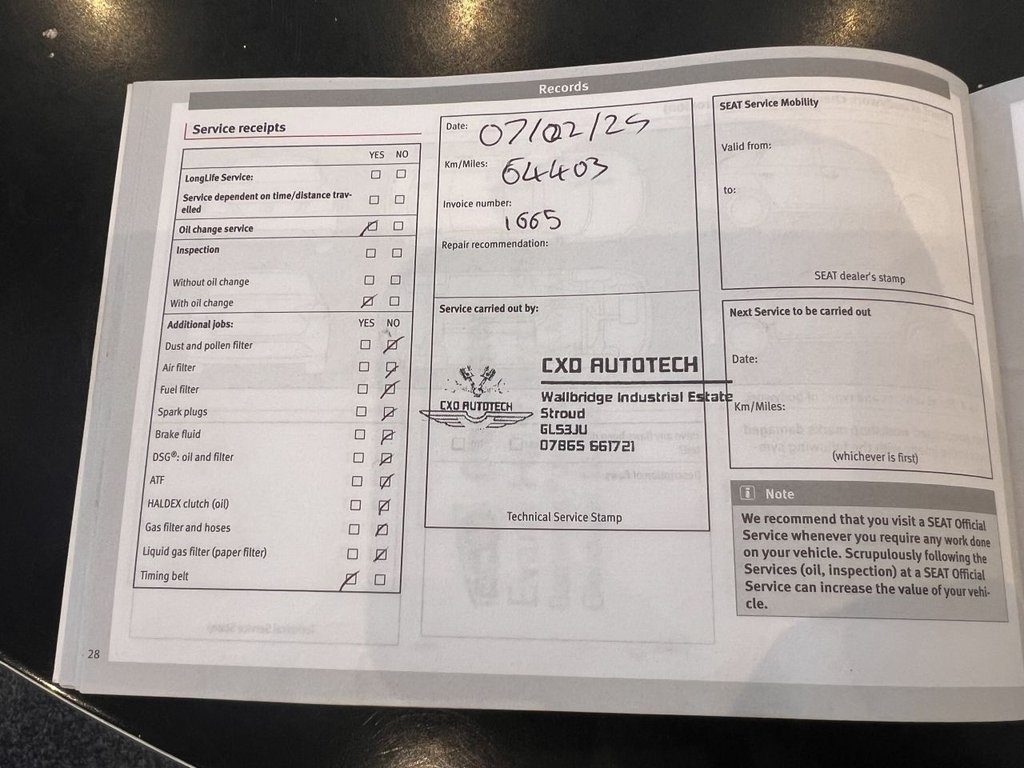 Records
Service receipts
YES NO
LongLife Service:
Service dependent on time/distance trav-
elled
Oil change service
Inspection
Without oil change
With oil change
Additional jobs: YES NO
Dust and pollen filter
Air filter
Fuel filter
Spark plugs
Brake fluid
DSG®: oil and filter
ATF
HALDEX clutch (oil)
Gas filter and hoses
Liquid gas filter (paper filter)
Timing belt
28
Date: 07/02/25
Km/Miles: 64403
Invoice number:
1665
Repair recommendation:
Service carried out by:
CXO AUTOTECH
CXO AUTOTECH
Wallbridge Industrial Estate
Stroud
GL53JU
07865 661721
Technical Service Stamp
SEAT Service Mobility
Valid from:
to:
SEAT dealer's stamp
Next Service to be carried out
Date:
Km/Miles:
(whichever is first)
i Note
We recommend that you visit a SEAT Official
Service whenever you require any work done
on your vehicle. Scrupulously following the
Services (oil, inspection) at a SEAT Official
Service can increase the value of your vehi-
cle.